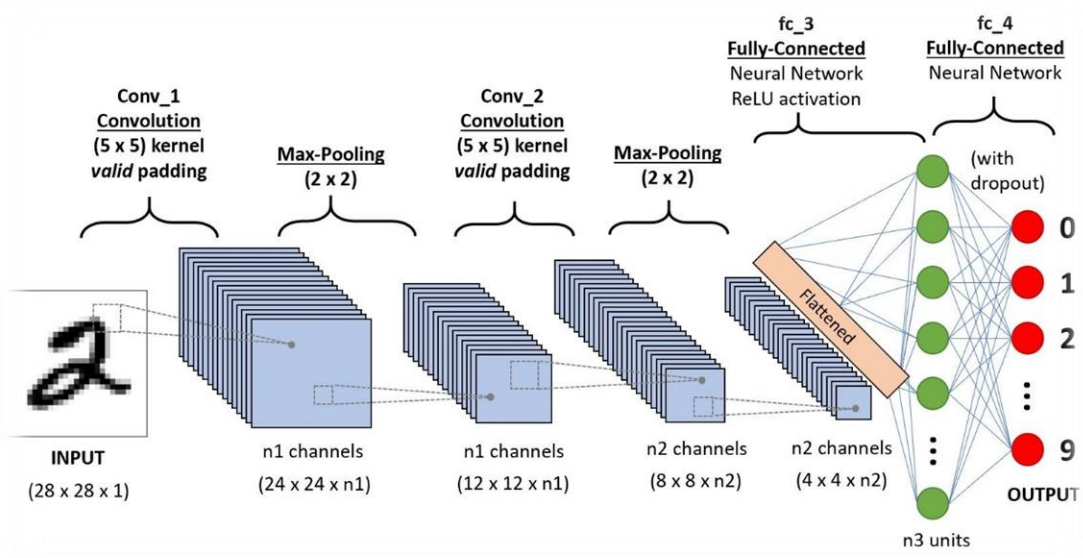 Conv_1
Convolution
(5 x 5) kernel
valid padding
Max-Pooling
(2 x 2)
Conv_2
Convolution
(5 x 5) kernel
valid padding
Max-Pooling
(2 x 2)
fc_3
Fully-Connected
Neural Network
ReLU activation
fc_4
Fully-Connected
Neural Network
(with
dropout)
Flattened
0
1
2
9
OUTPUT
2
INPUT
(28 x 28 x 1)
n1 channels
(24 x 24 x n1)
n1 channels
(12 x 12 x n1)
n2 channels
(8 x 8 x n2)
n2 channels
(4 x 4 x n2)
n3 units